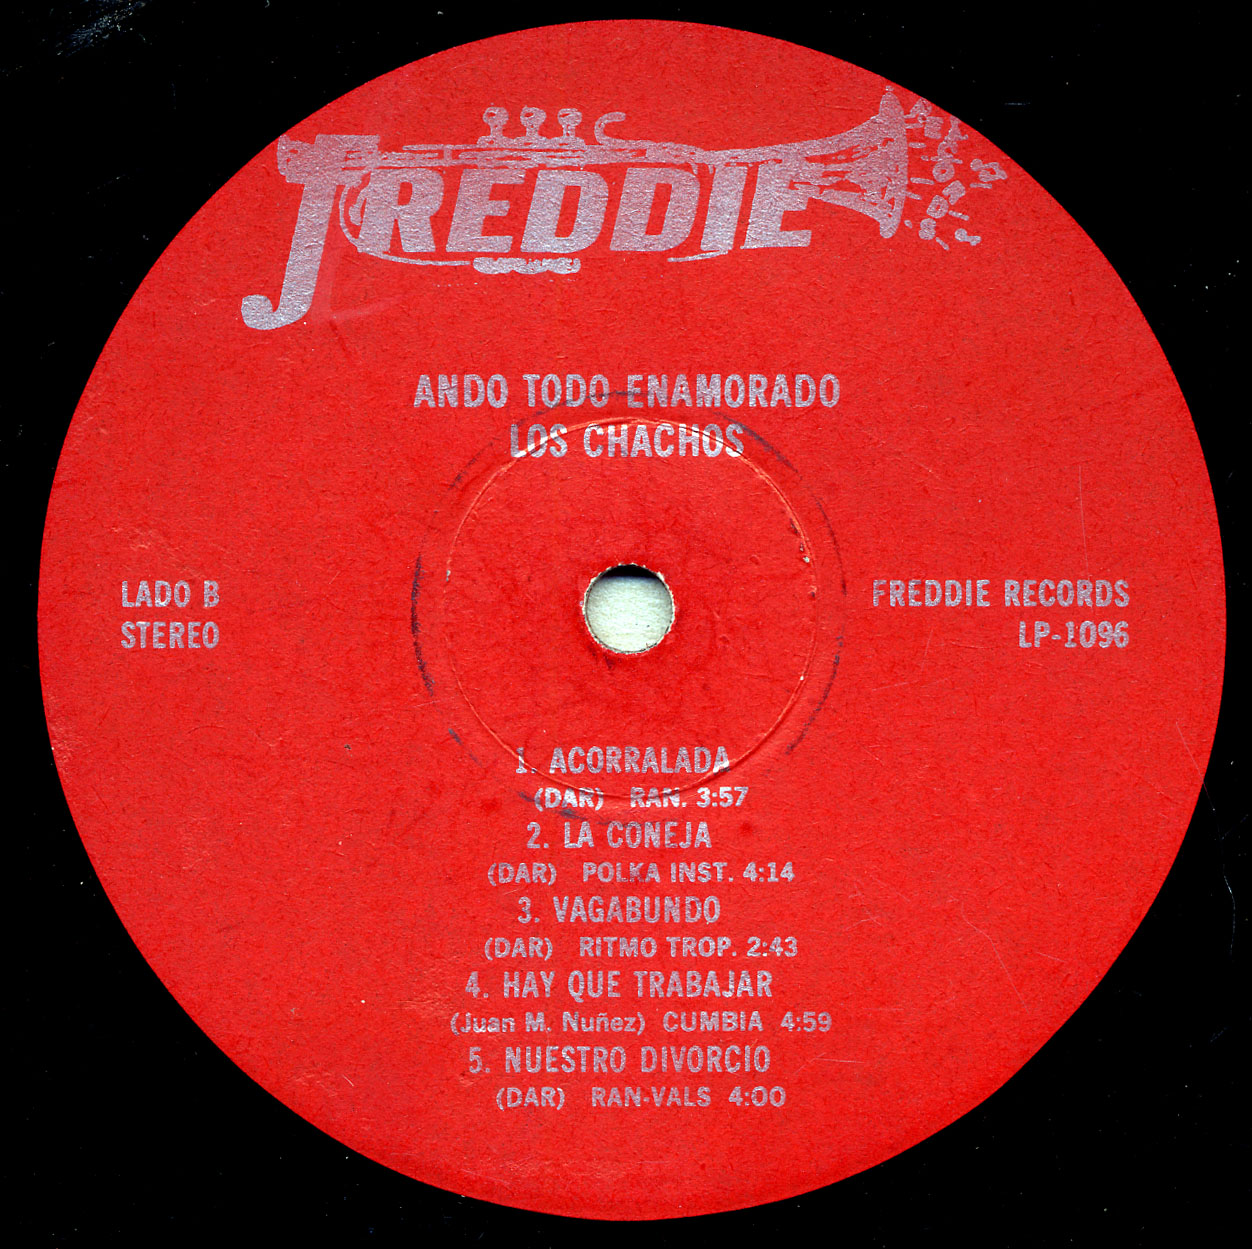 FREDDIE
ANDO TODO ENAMORADO
LOS CHACHOS
LADO B
STEREO
FREDDIE RECORDS
LP-1096
1. ACORRALADA
(DAR) RAN. 3:57
2. LA CONEJA
(DAR) POLKA INST. 4:14
3. VAGABUNDO
(DAR) RITMO TROP. 2:43
4. HAY QUE TRABAJAR
(Juan M. Nuñez) CUMBIA 4:59
5. NUESTRO DIVORCIO
(DAR) RAN-VALS 4:00